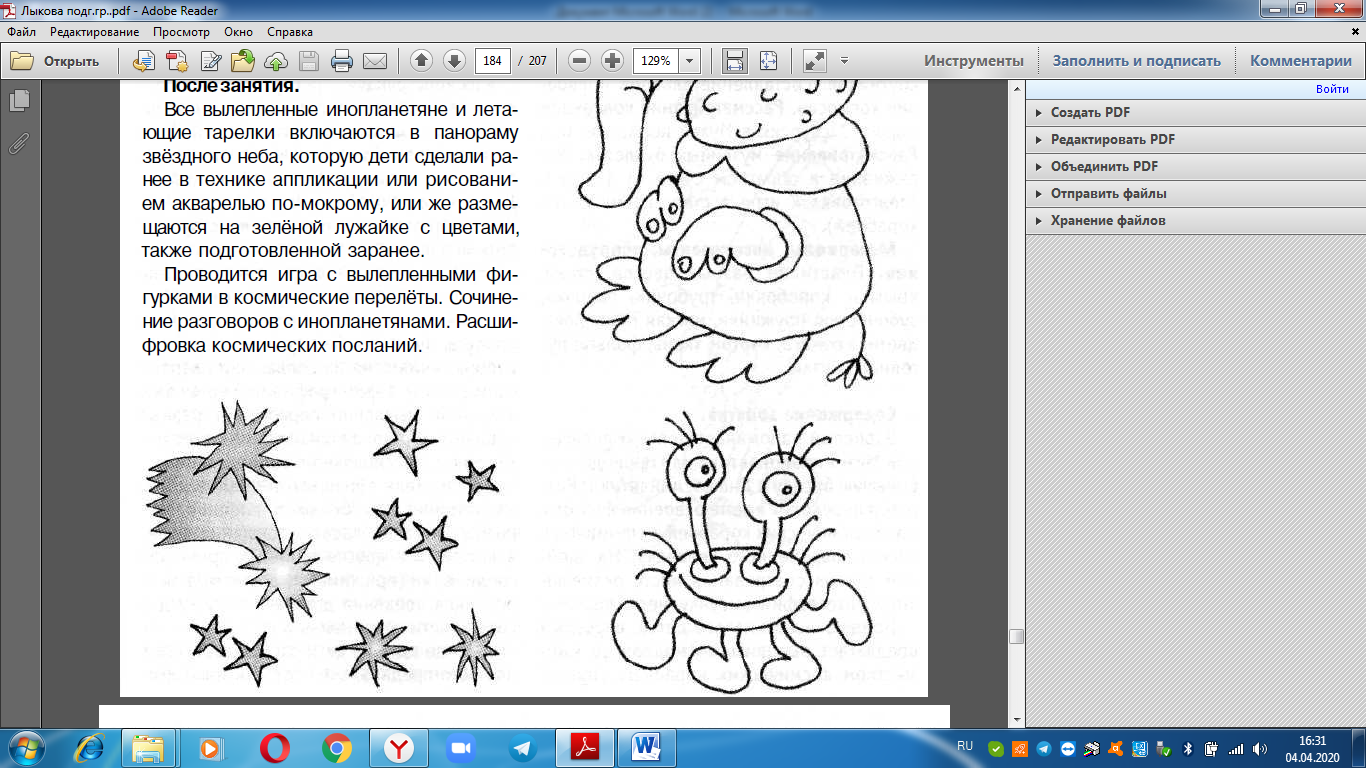 Лыкова подг.гр..pdf - Adobe Reader
Файл Редактирование Просмотр Окно Справка
Открыть 184 / 207 129% Инструменты Заполнить и подписать Комментарии
Войти
Создать PDF
Редактировать PDF
Объединить PDF
Отправить файлы
Хранение файлов
После занятия.
Все вылепленные инопланетяне и лета-
ющие тарелки включаются в панораму
звёздного неба, которую дети сделали ра-
нее в технике аппликации или рисовани-
ем акварелью по-мокрому, или же разме-
щаются на зелёной лужайке с цветами,
также подготовленной заранее.
Проводится игра с вылепленными фи-
гурками в космические перелёты. Сочине-
ние разговоров с инопланетянами. Расши-
фровка космических посланий.
RU
16:31
04.04.2020